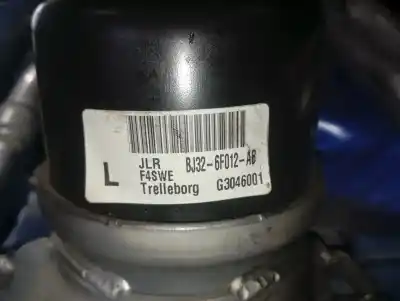 L
JLR BJ32-6F012-AB
F4SWE
Trelleborg G3046001